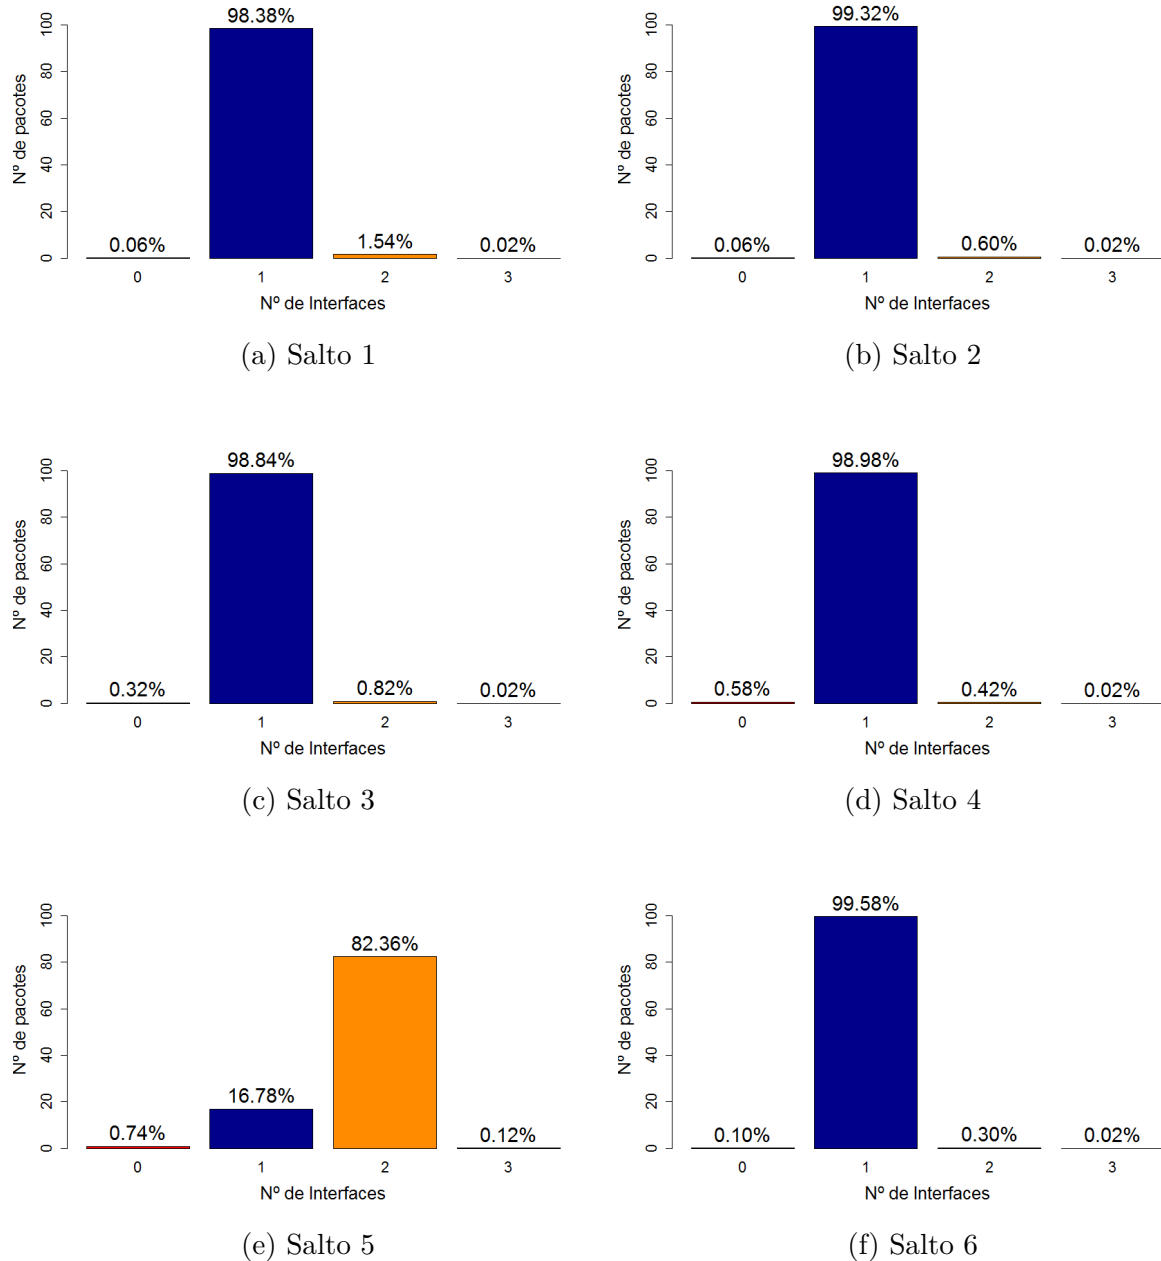 98.38%
100
80
60
40
20
0
Nº de pacotes
0.06%
1.54%
0.02%
0 1 2 3
Nº de Interfaces
(a) Salto 1
99.32%
100
80
60
40
20
0
Nº de pacotes
0.06%
0.60%
0.02%
0 1 2 3
Nº de Interfaces
(b) Salto 2
98.84%
100
80
60
40
20
0
Nº de pacotes
0.32%
0.82%
0.02%
0 1 2 3
Nº de Interfaces
(c) Salto 3
98.98%
100
80
60
40
20
0
Nº de pacotes
0.58%
0.42%
0.02%
0 1 2 3
Nº de Interfaces
(d) Salto 4
100
80
60
40
20
0
Nº de pacotes
82.36%
16.78%
0.74%
0.12%
0 1 2 3
Nº de Interfaces
(e) Salto 5
99.58%
100
80
60
40
20
0
Nº de pacotes
0.10%
0.30%
0.02%
0 1 2 3
Nº de Interfaces
(f) Salto 6